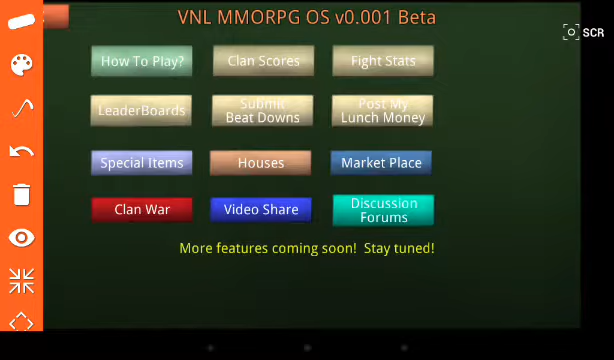 VNL MMORPG OS v0.001 Beta
SCR
How To Play?
Clan Scores
Fight Stats
LeaderBoards
Submit
Beat Downs
Post My
Lunch Money
Special Items
Houses
Market Place
Clan War
Video Share
Discussion
Forums
More features coming soon! Stay tuned!